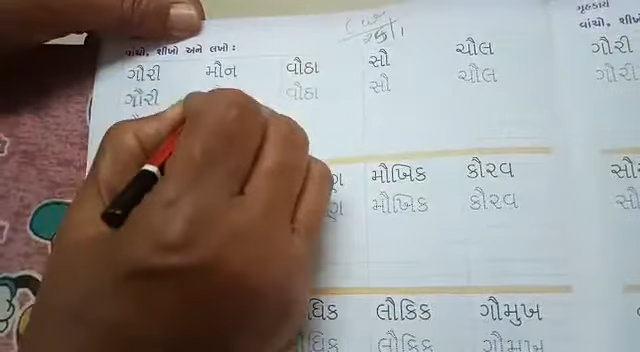 વાંચો, શીખો અને લખો :
ગૌરી મૌન વૌઠા સૌ ચૌલ
ગૌરી વૌઠા સૌ ચૌલ
મૌખિક કૌરવ
મૌખિક કૌરવ
લૌકિક ગૌમુખ
લૌકિક ગૌમુખ
ગૃહકાર્ય
વાંચો, શીખો
ગૌરી
ગૌરી